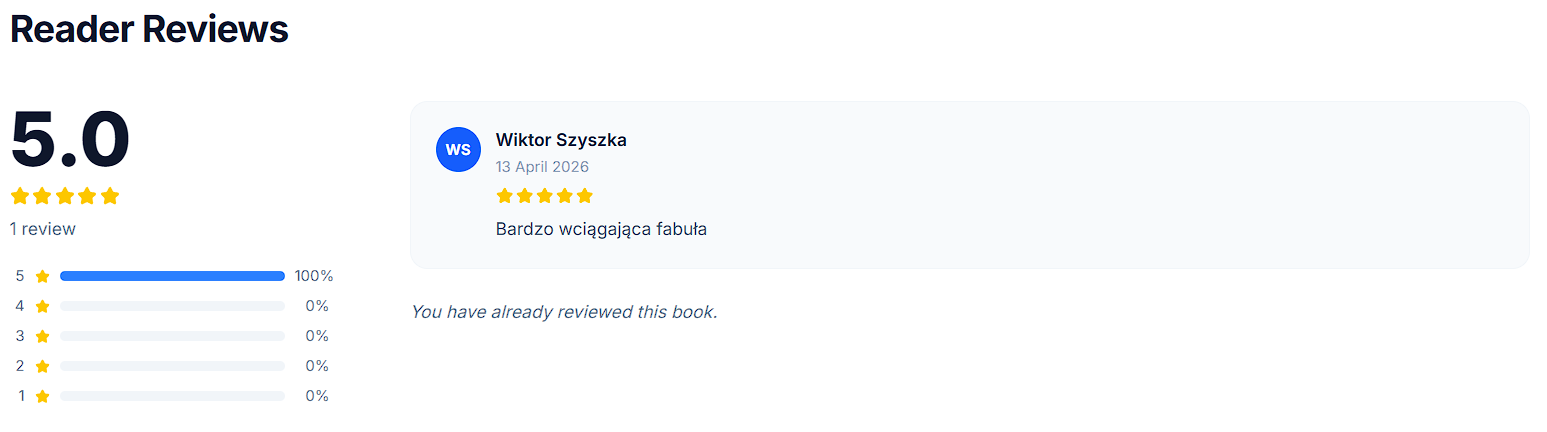 Reader Reviews
5.0
1 review
5 100%
4 0%
3 0%
2 0%
1 0%
WS
Wiktor Szyszka
13 April 2026
Bardzo wciągająca fabuła
You have already reviewed this book.